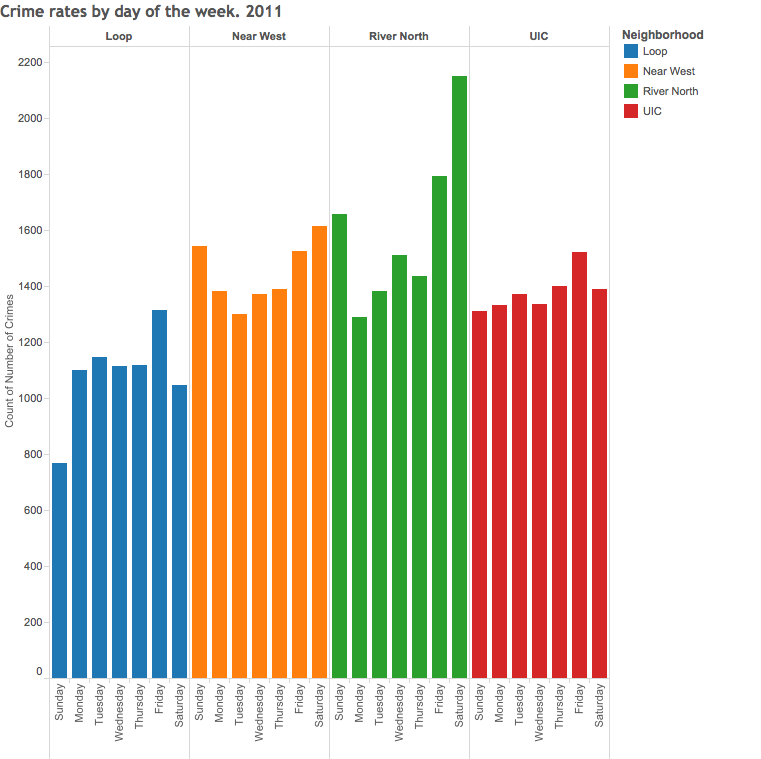 Crime rates by day of the week. 2011
Loop Near West River North UIC
Neighborhood
Loop
Near West
River North
UIC
Count of Number of Crimes
2200
2000
1800
1600
1400
1200
1000
800
600
400
200
0
Sunday Monday Tuesday Wednesday Thursday Friday Saturday Sunday Monday Tuesday Wednesday Thursday Friday Saturday Sunday Monday Tuesday Wednesday Thursday Friday Saturday Sunday Monday Tuesday Wednesday Thursday Friday Saturday